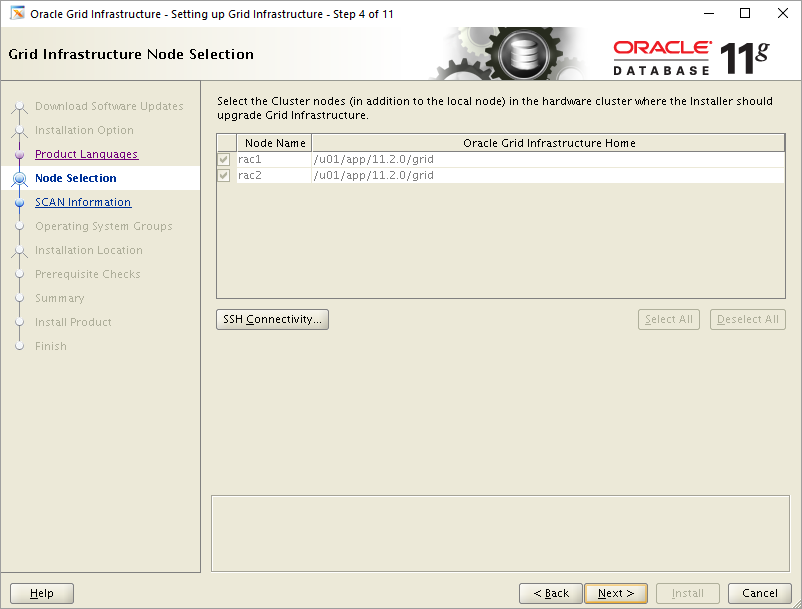 Oracle Grid Infrastructure - Setting up Grid Infrastructure - Step 4 of 11
Grid Infrastructure Node Selection
ORACLE
DATABASE
11g
Download Software Updates
Installation Option
Product Languages
Node Selection
SCAN Information
Operating System Groups
Installation Location
Prerequisite Checks
Summary
Install Product
Finish
Select the Cluster nodes (in addition to the local node) in the hardware cluster where the Installer should
upgrade Grid Infrastructure.
Node Name Oracle Grid Infrastructure Home
rac1 /u01/app/11.2.0/grid
rac2 /u01/app/11.2.0/grid
SSH Connectivity... Select All Deselect All
Help < Back Next > Install Cancel